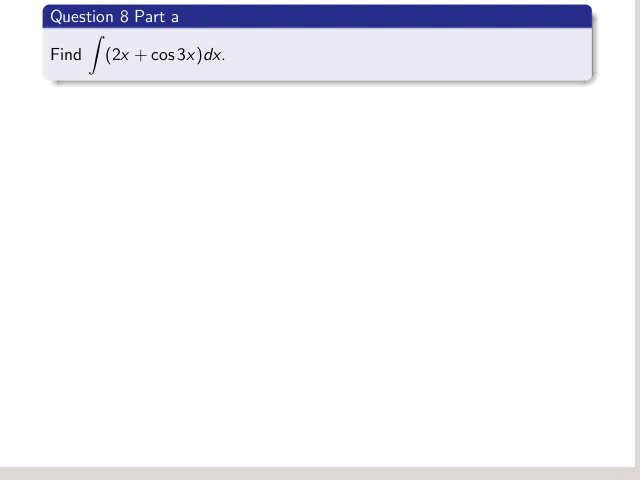 Question 8 Part a
Find ∫(2x + cos 3x)dx.